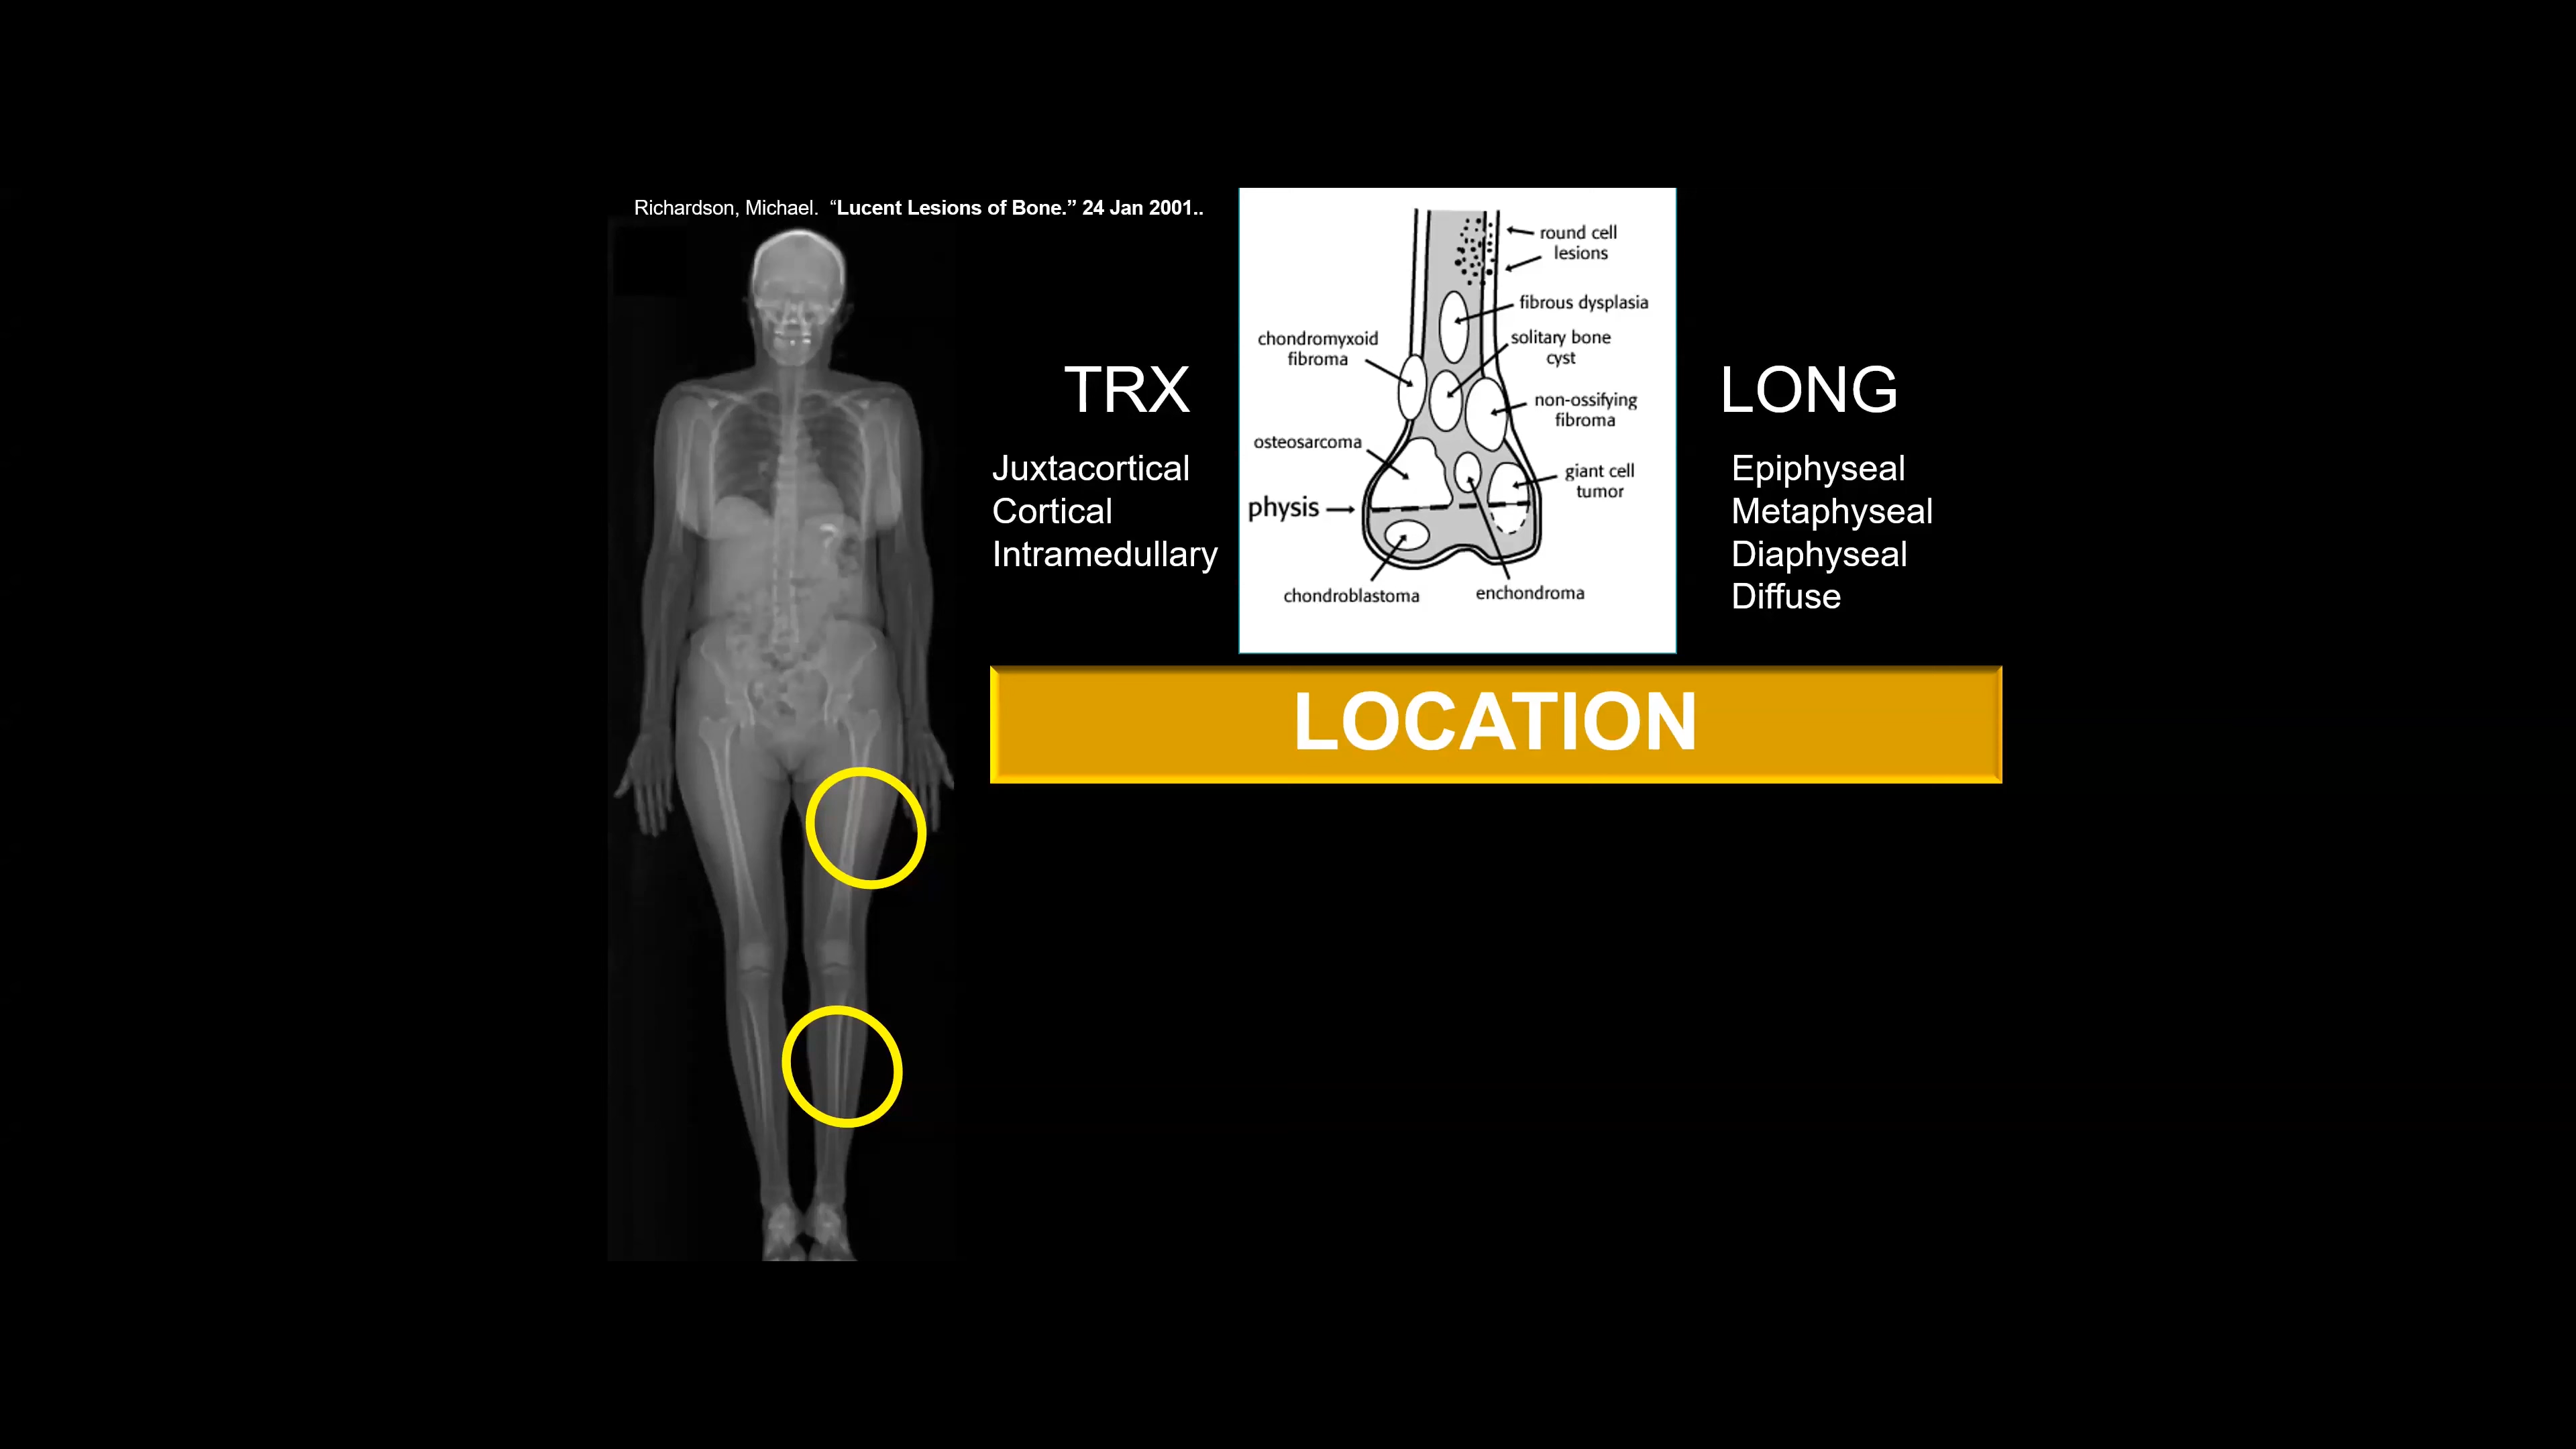 Richardson, Michael. “Lucent Lesions of Bone.” 24 Jan 2001..
TRX
Juxtacortical
Cortical
Intramedullary
round cell
lesions
fibrous dysplasia
chondromyxoid
fibroma
solitary bone
cyst
non-ossifying
fibroma
osteosarcoma
giant cell
tumor
physis
chondroblastoma
enchondroma
LONG
Epiphyseal
Metaphyseal
Diaphyseal
Diffuse
LOCATION